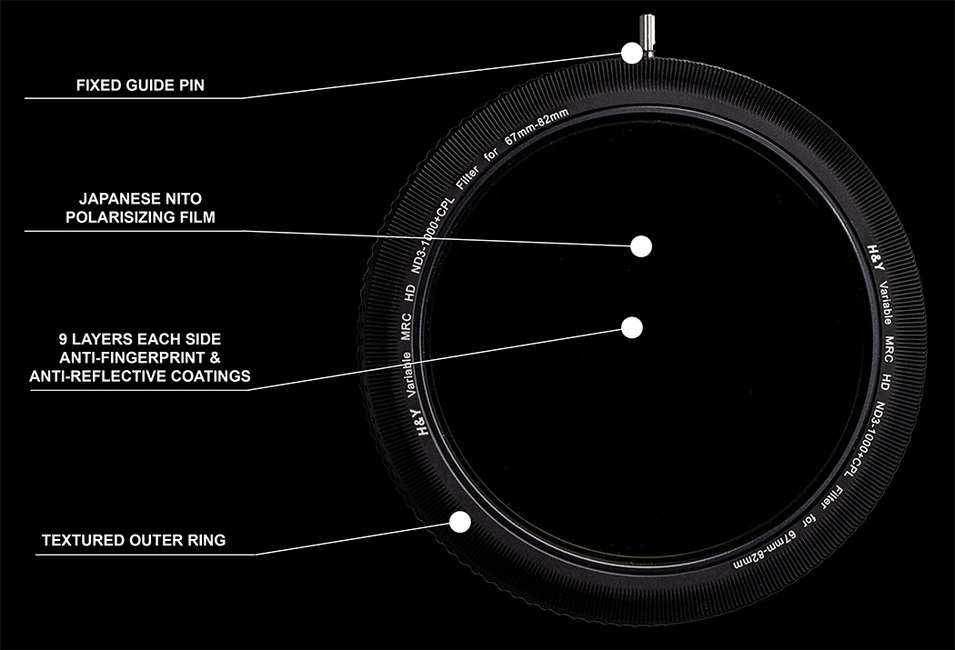 FIXED GUIDE PIN
JAPANESE NITO
POLARISIZING FILM
9 LAYERS EACH SIDE
ANTI-FINGERPRINT &
ANTI-REFLECTIVE COATINGS
TEXTURED OUTER RING
H&Y Variable MRC HD ND3-1000+CPL Filter for 67mm-82mm
H&Y Variable MRC HD ND3-1000+CPL Filter for 67mm-82mm